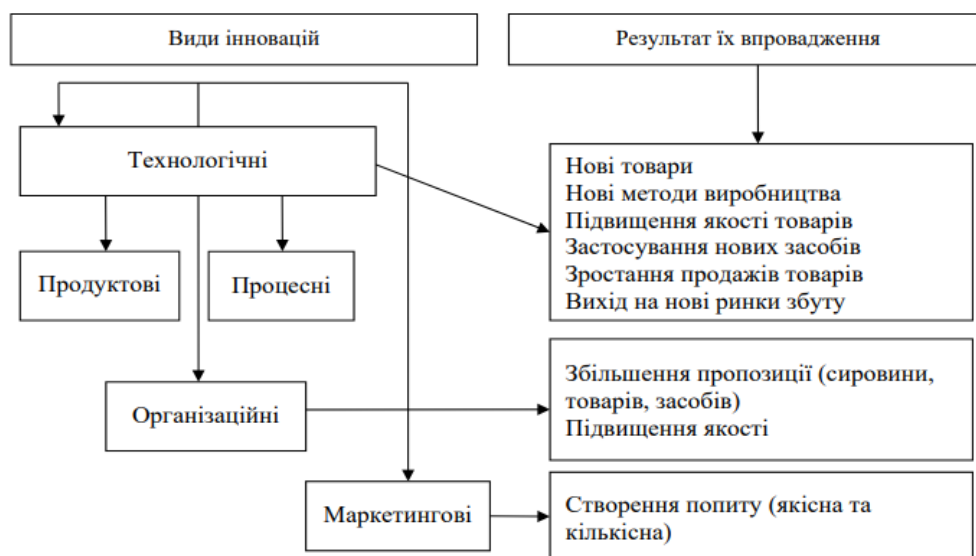 Види інновацій
Результат їх впровадження
Технологічні
Нові товари
Нові методи виробництва
Підвищення якості товарів
Застосування нових засобів
Зростання продажів товарів
Вихід на нові ринки збуту
Продуктові
Процесні
Організаційні
Збільшення пропозиції (сировини,
товарів, засобів)
Підвищення якості
Маркетингові
Створення попиту (якісна та
кількісна)